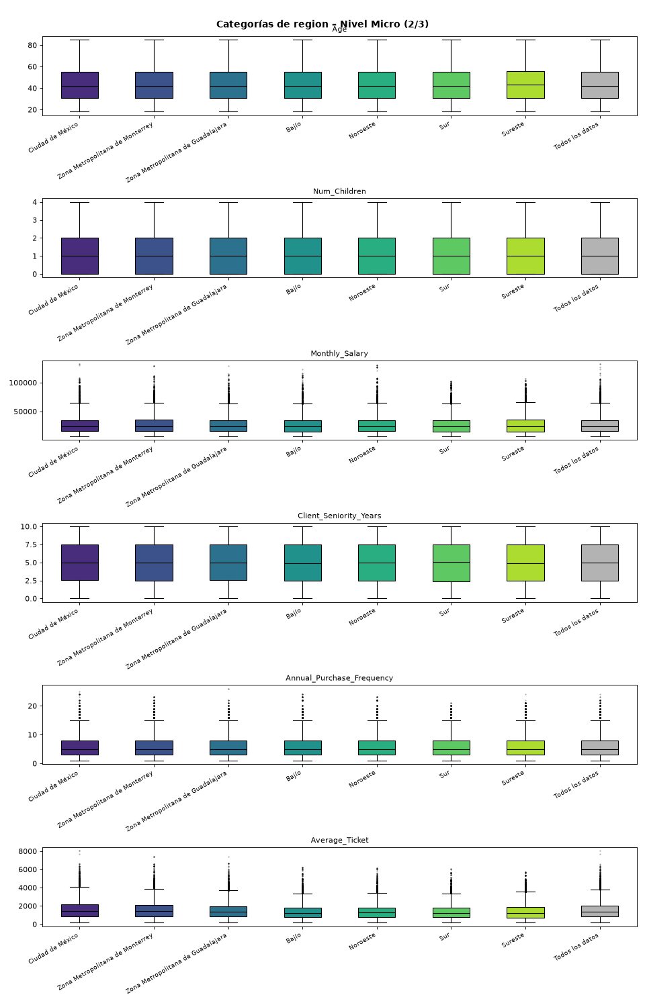 Categorías de region – Nivel Micro (2/3)
Age
80
60
40
20
Ciudad de México
Zona Metropolitana de Monterrey
Zona Metropolitana de Guadalajara
Bajío
Noroeste
Sur
Sureste
Todos los datos
Num_Children
4
3
2
1
0
Ciudad de México
Zona Metropolitana de Monterrey
Zona Metropolitana de Guadalajara
Bajío
Noroeste
Sur
Sureste
Todos los datos
Monthly_Salary
100000
50000
Ciudad de México
Zona Metropolitana de Monterrey
Zona Metropolitana de Guadalajara
Bajío
Noroeste
Sur
Sureste
Todos los datos
Client_Seniority_Years
10.0
7.5
5.0
2.5
0.0
Ciudad de México
Zona Metropolitana de Monterrey
Zona Metropolitana de Guadalajara
Bajío
Noroeste
Sur
Sureste
Todos los datos
Annual_Purchase_Frequency
20
10
0
Ciudad de México
Zona Metropolitana de Monterrey
Zona Metropolitana de Guadalajara
Bajío
Noroeste
Sur
Sureste
Todos los datos
Average_Ticket
8000
6000
4000
2000
0
Ciudad de México
Zona Metropolitana de Monterrey
Zona Metropolitana de Guadalajara
Bajío
Noroeste
Sur
Sureste
Todos los datos